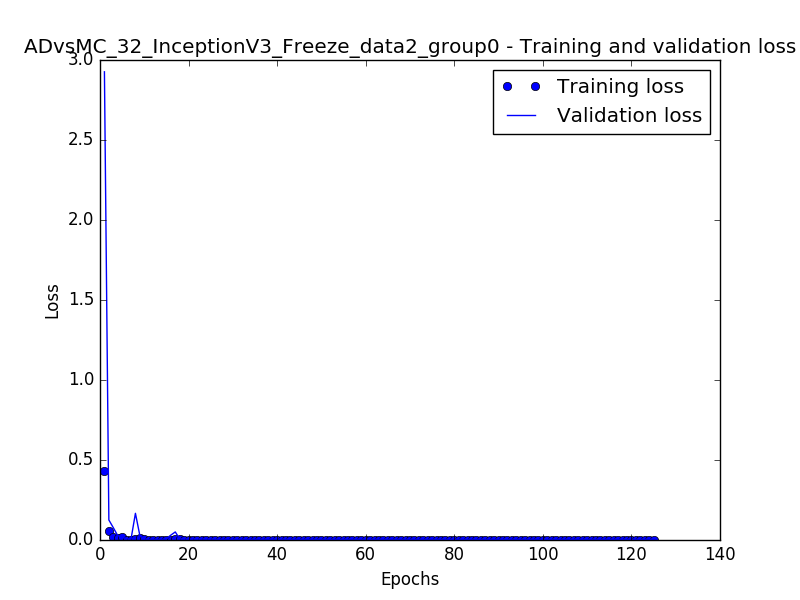 ADvsMC_32_InceptionV3_Freeze_data2_group0 - Training and validation loss
3.0
2.5
2.0
1.5
1.0
0.5
0.0
Loss
Training loss
Validation loss
0 20 40 60 80 100 120 140
Epochs